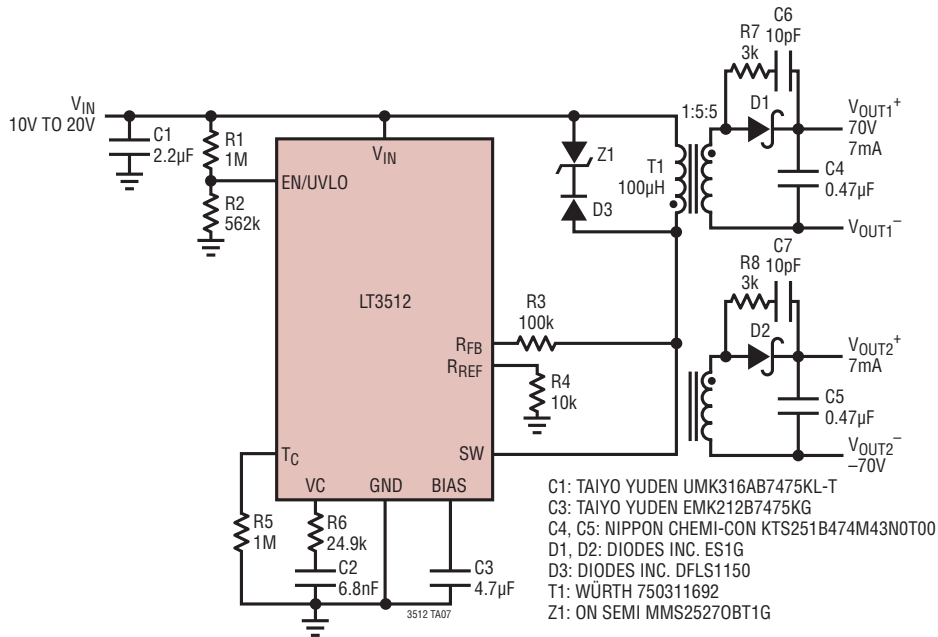 C6
10pF
R7
3k
D1
VOUT1+
70V
7mA
C4
0.47µF
VOUT1–
VIN
10V TO 20V
C1
2.2µF
R1
1M
R2
562k
VIN
EN/UVLO
LT3512
RFB
RREF
TC
SW
VC
GND
BIAS
Z1
D3
1:5:5
T1
100µH
R3
100k
R4
10k
C7
10pF
R8
3k
D2
VOUT2+
7mA
C5
0.47µF
VOUT2–
–70V
R5
1M
R6
24.9k
C2
6.8nF
C3
4.7µF
3512 TA07
C1: TAIYO YUDEN UMK316AB7475KL-T
C3: TAIYO YUDEN EMK212B7475KG
C4, C5: NIPPON CHEMI-CON KTS251B474M43N0T00
D1, D2: DIODES INC. ES1G
D3: DIODES INC. DFLS1150
T1: WÜRTH 750311692
Z1: ON SEMI MMS2527OBT1G